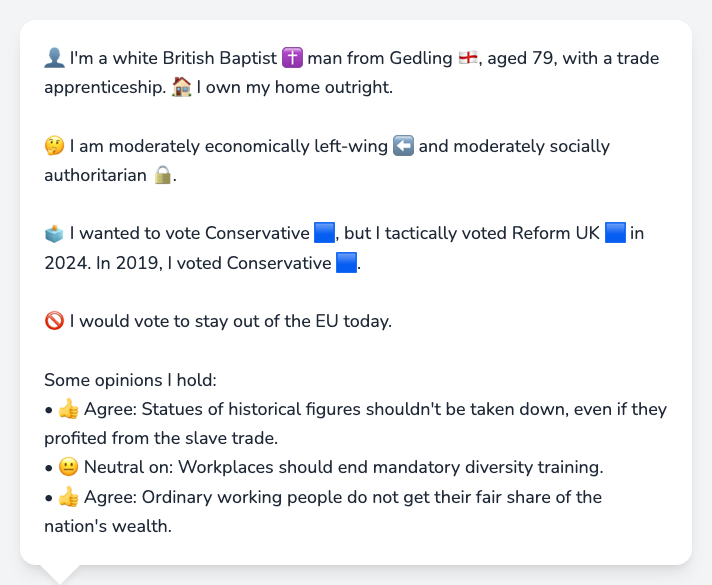 👤 I'm a white British Baptist ✝️ man from Gedling 🏴󠁧󠁢󠁥󠁮󠁧󠁿, aged 79, with a trade
apprenticeship. 🏠 I own my home outright.
🤔 I am moderately economically left-wing ⬅️ and moderately socially
authoritarian 🔒.
🗳️ I wanted to vote Conservative 🟦, but I tactically voted Reform UK 🟦 in
2024. In 2019, I voted Conservative 🟦.
🚫 I would vote to stay out of the EU today.
Some opinions I hold:
• 👍 Agree: Statues of historical figures shouldn't be taken down, even if they
profited from the slave trade.
• 😐 Neutral on: Workplaces should end mandatory diversity training.
• 👍 Agree: Ordinary working people do not get their fair share of the
nation's wealth.